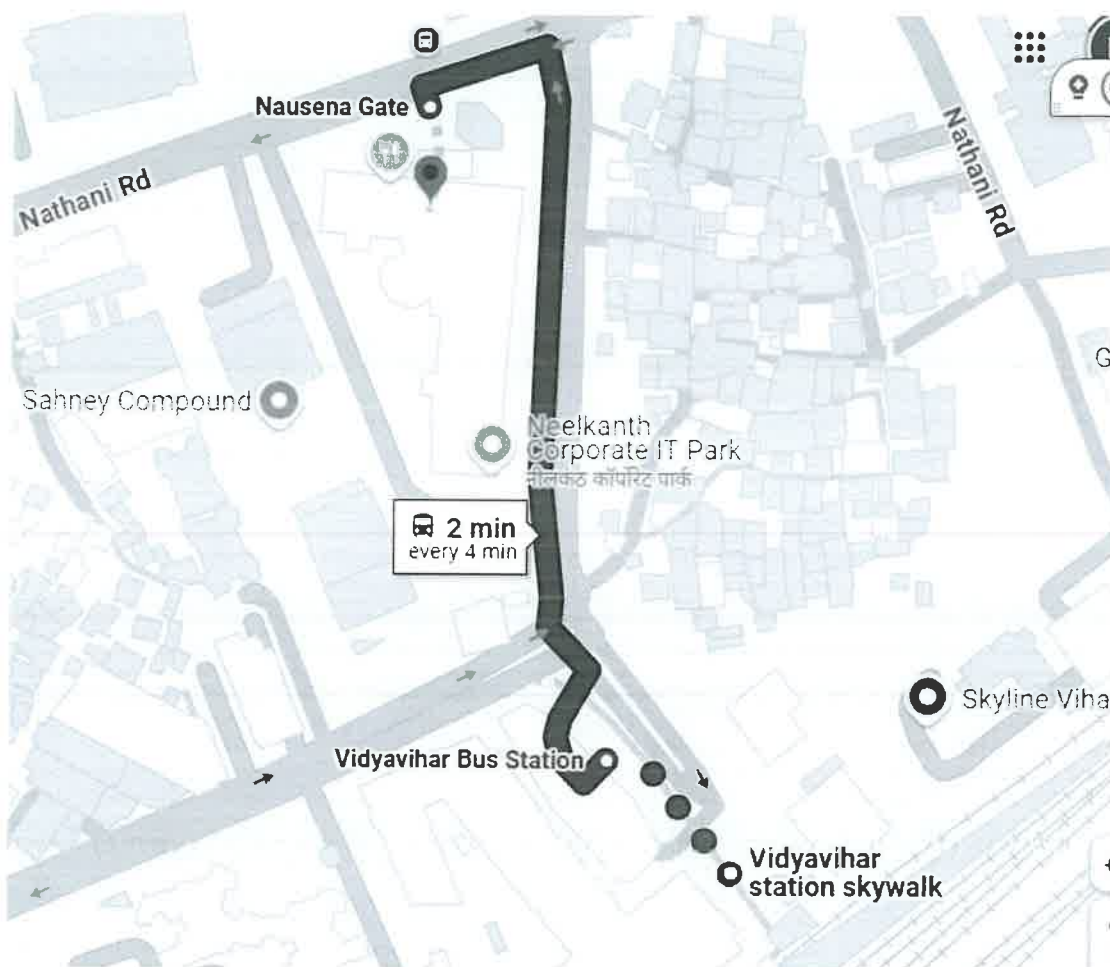 Nausena Gate
Nathani Rd
Nathani Rd
Sahney Compound
Neelkanth
Corporate IT Park
नीलकंठ कॉर्पोरेट पार्क
2 min
every 4 min
Skyline Viha
Vidyavihar Bus Station
Vidyavihar
station skywalk
G